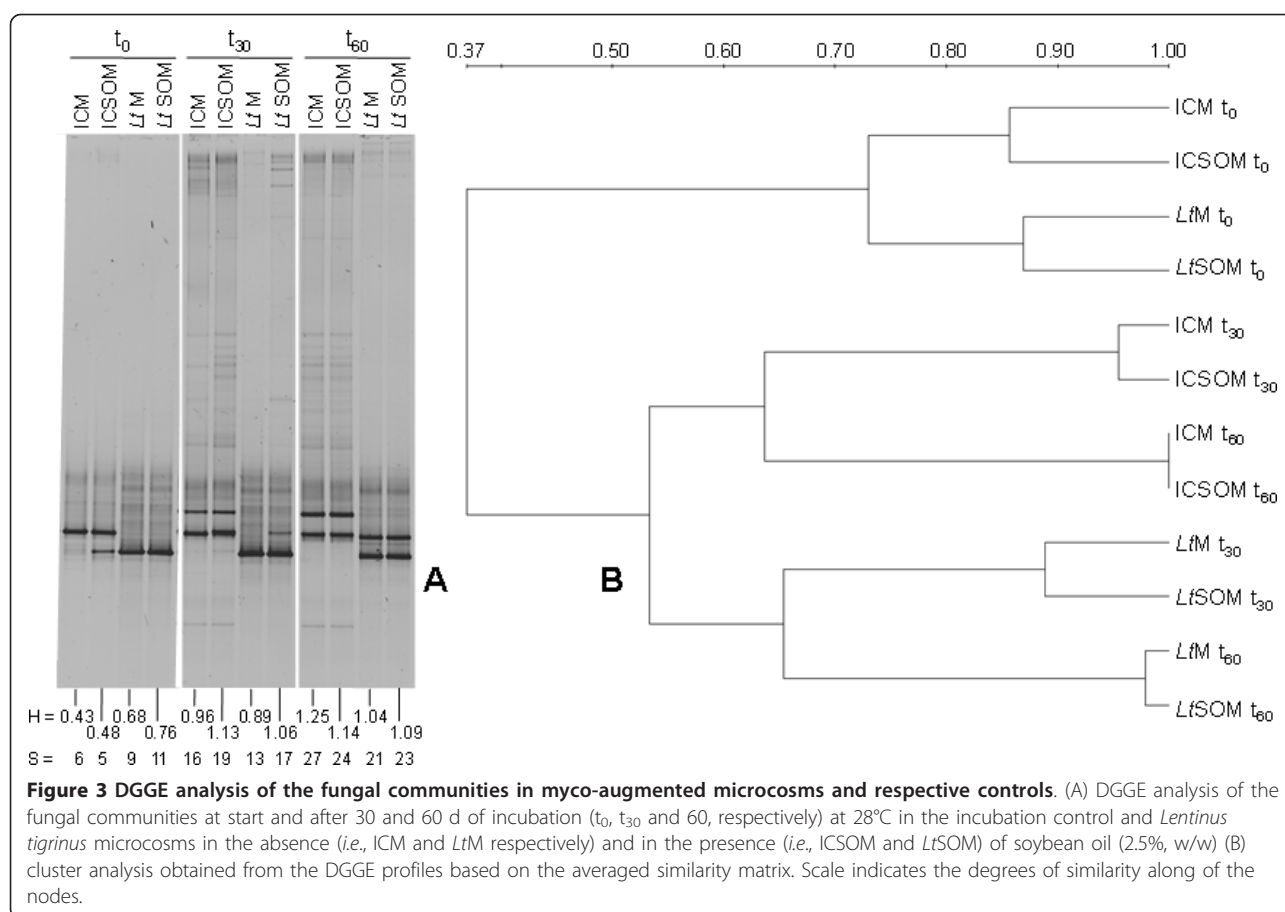 t0 t30 t60
ICM ICSOM Lt M Lt SOM ICM ICSOM Lt M Lt SOM ICM ICSOM Lt M Lt SOM
A
H = 0.43 0.48 0.68 0.76 0.96 1.13 0.89 1.06 1.25 1.14 1.04 1.09
S = 6 5 9 11 16 19 13 17 27 24 21 23
0.37 0.50 0.60 0.70 0.80 0.90 1.00
ICM t0
ICSOM t0
LtM t0
LtSOM t0
ICM t30
ICSOM t30
ICM t60
ICSOM t60
B
LtM t30
LtSOM t30
LtM t60
LtSOM t60
Figure 3 DGGE analysis of the fungal communities in myco-augmented microcosms and respective controls. (A) DGGE analysis of the
fungal communities at start and after 30 and 60 d of incubation (t0, t30 and 60, respectively) at 28°C in the incubation control and Lentinus
tigrinus microcosms in the absence (i.e., ICM and LtM respectively) and in the presence (i.e., ICSOM and LtSOM) of soybean oil (2.5%, w/w) (B)
cluster analysis obtained from the DGGE profiles based on the averaged similarity matrix. Scale indicates the degrees of similarity along of the
nodes.